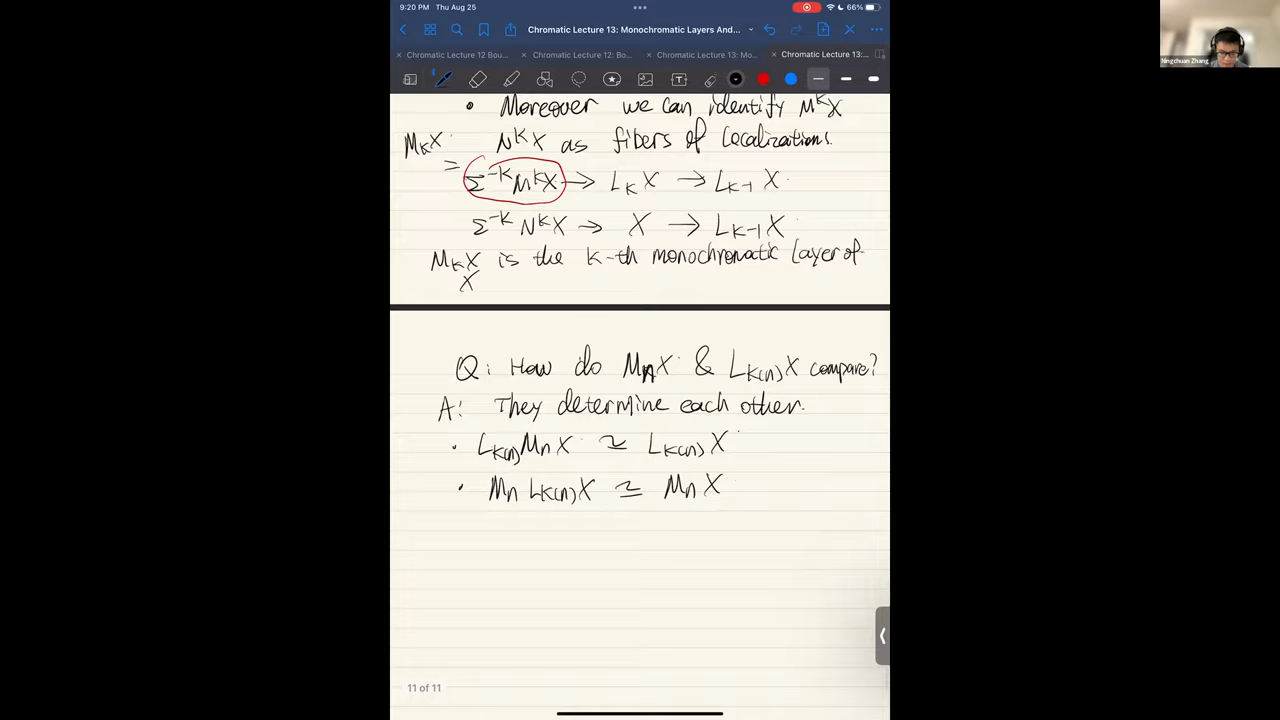 9:20 PM Thu Aug 25
66%
Chromatic Lecture 13: Monochromatic Layers And...
Chromatic Lecture 12 Bou...
Chromatic Lecture 12: Bo...
Chromatic Lecture 13: Mo...
Chromatic Lecture 13:...
Ningchuan Zhang
• Moreover we can identify M^K X
M_K X = N^K X as fibers of localizations.
Σ^{-K} M^K X → L_K X → L_{K-1} X
Σ^{-K} N^K X → X → L_{K-1} X
M_K X is the K-th monochromatic layer of
X
Q: How do M_n X & L_{K(n)} X compare?
A: They determine each other.
• L_{K(n)} M_n X ≃ L_{K(n)} X
• M_n L_{K(n)} X ≃ M_n X
11 of 11